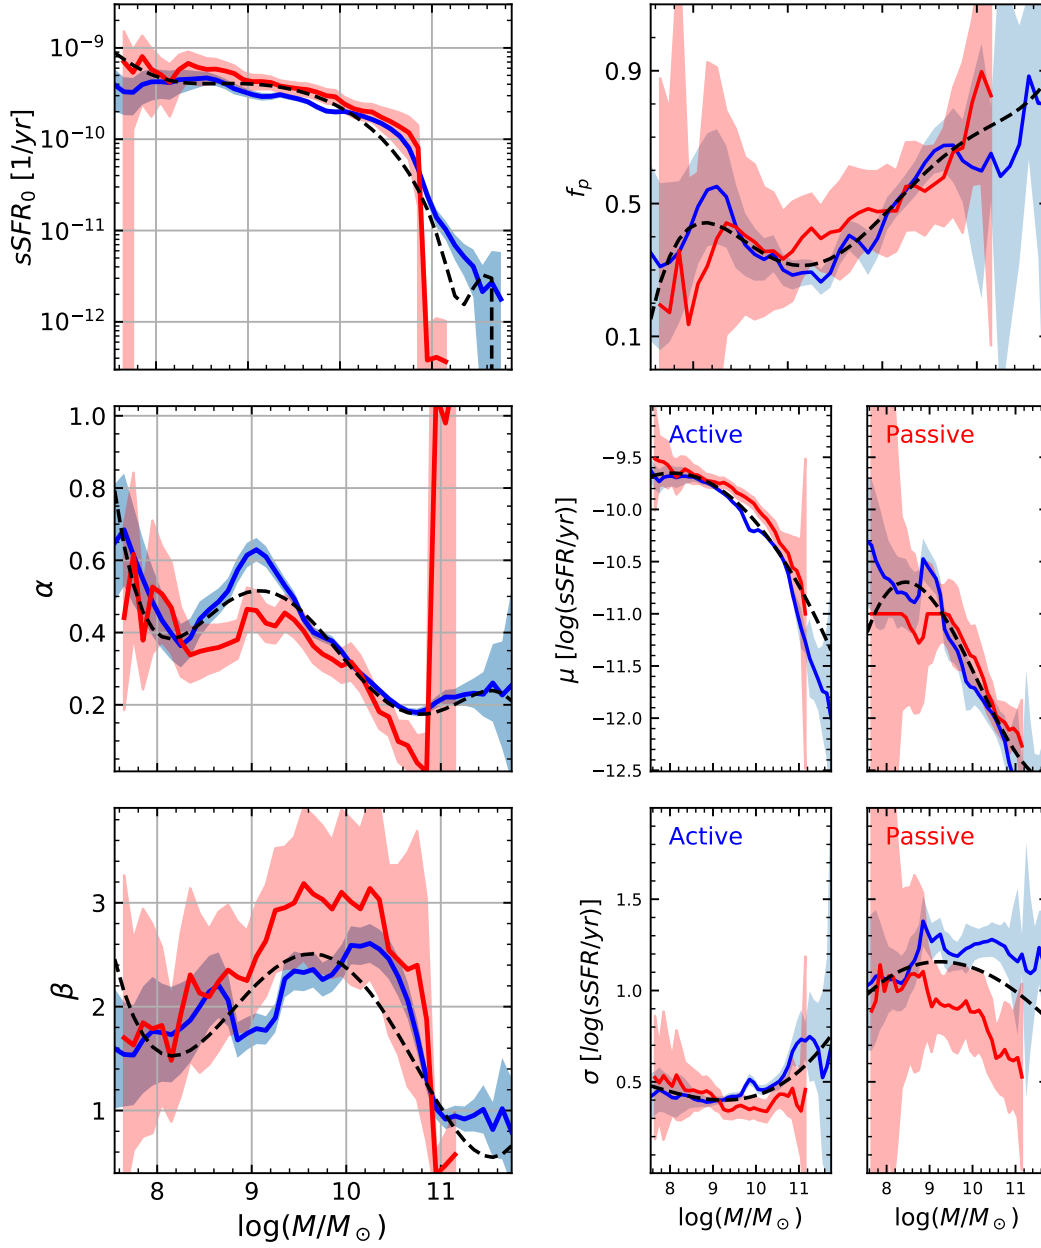 10⁻⁹
10⁻¹⁰
10⁻¹¹
10⁻¹²
sSFR₀ [1/yr]
0.9
0.5
0.1
f_p
1.0
0.8
0.6
0.4
0.2
α
Active
−9.5
−10.0
−10.5
−11.0
−11.5
−12.0
−12.5
μ [log(sSFR/yr)]
Passive
3
2
1
β
8 9 10 11
log(M/M⊙)
Active
1.5
1.0
0.5
σ [log(sSFR/yr)]
8 9 10 11
log(M/M⊙)
Passive
8 9 10 11
log(M/M⊙)